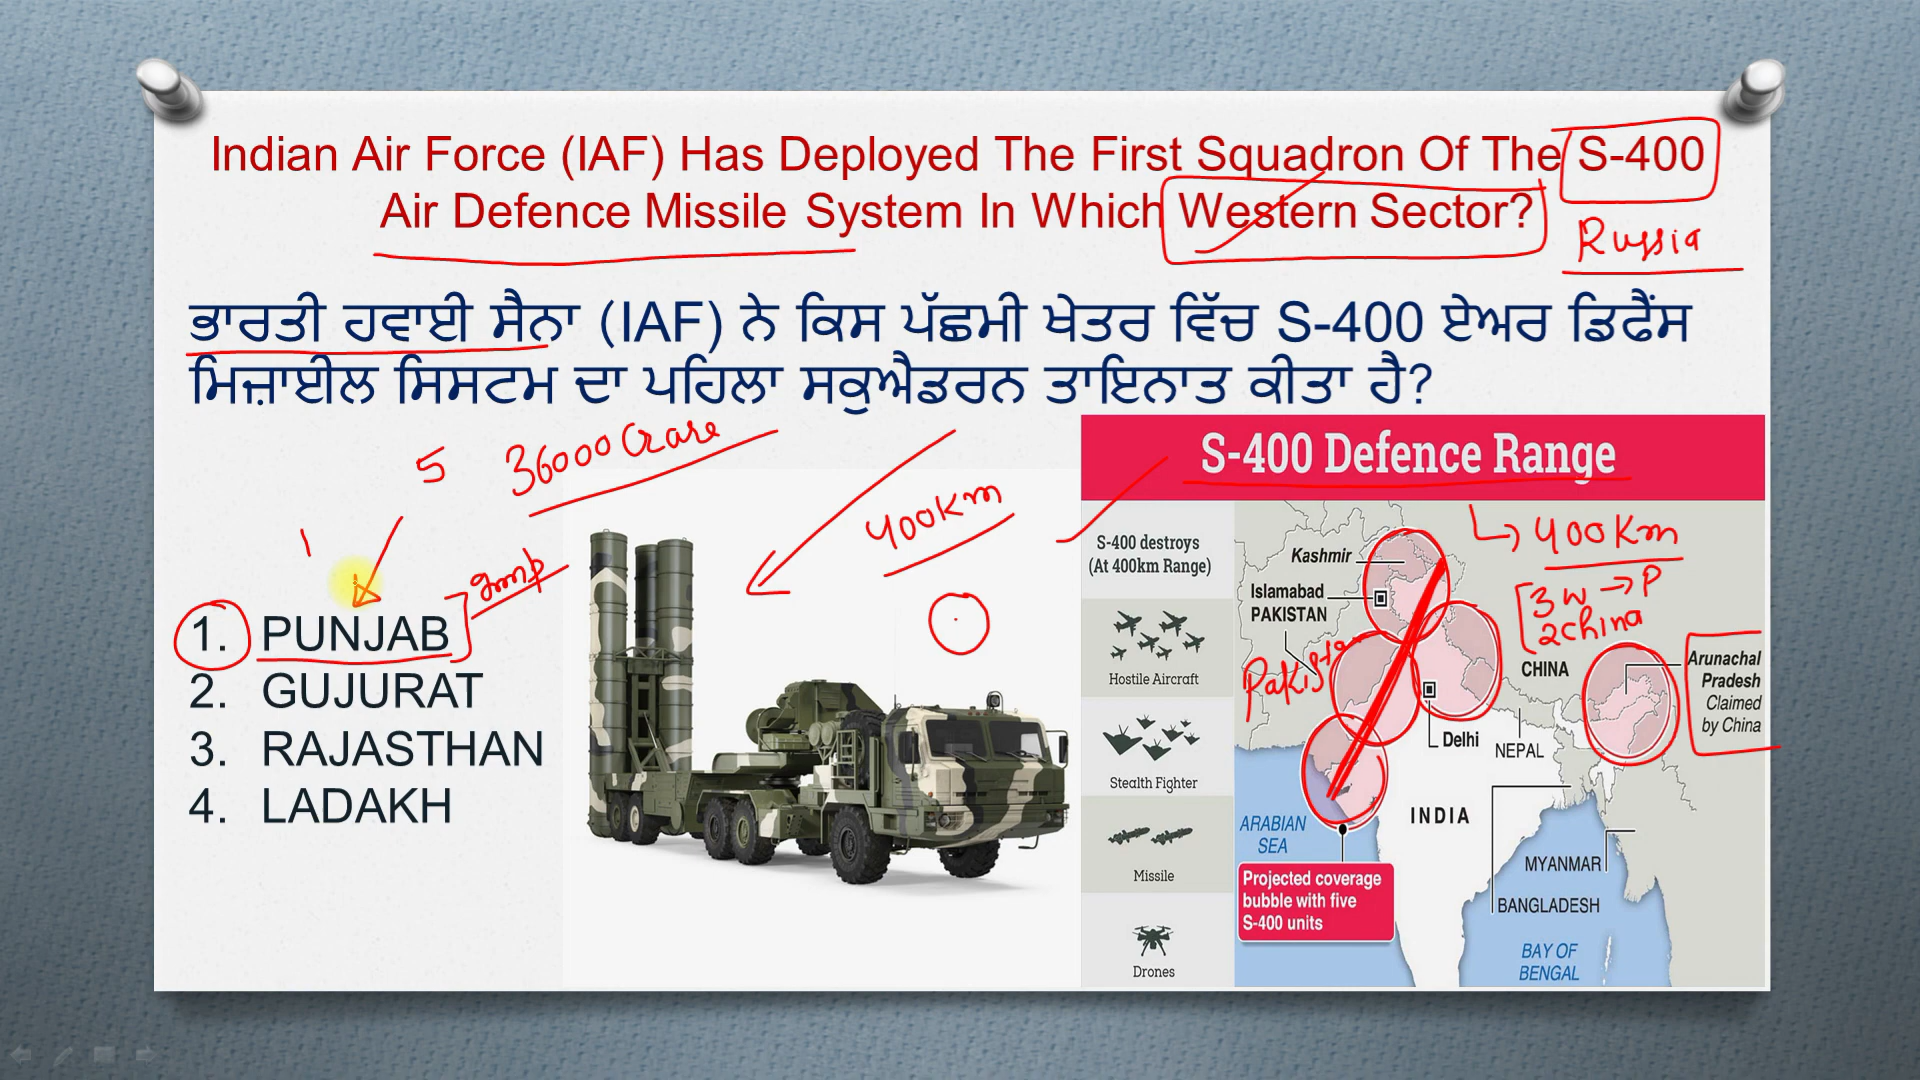 Indian Air Force (IAF) Has Deployed The First Squadron Of The S-400
Air Defence Missile System In Which Western Sector?
Russia
ਭਾਰਤੀ ਹਵਾਈ ਸੈਨਾ (IAF) ਨੇ ਕਿਸ ਪੱਛਮੀ ਖੇਤਰ ਵਿੱਚ S-400 ਏਅਰ ਡਿਫੈਂਸ
ਮਿਜ਼ਾਈਲ ਸਿਸਟਮ ਦਾ ਪਹਿਲਾ ਸਕੁਐਡਰਨ ਤਾਇਨਾਤ ਕੀਤਾ ਹੈ?
5 36000 Crare
1
1. PUNJAB
2. GUJURAT
3. RAJASTHAN
4. LADAKH
400km
S-400 Defence Range
S-400 destroys
(At 400km Range)
Hostile Aircraft
Stealth Fighter
Missile
Drones
400km
3w → P
2china
Kashmir
Islamabad
PAKISTAN
CHINA
Arunachal
Pradesh
Claimed
by China
Delhi
NEPAL
INDIA
ARABIAN
SEA
MYANMAR
BANGLADESH
BAY OF
BENGAL
Projected coverage
bubble with five
S-400 units